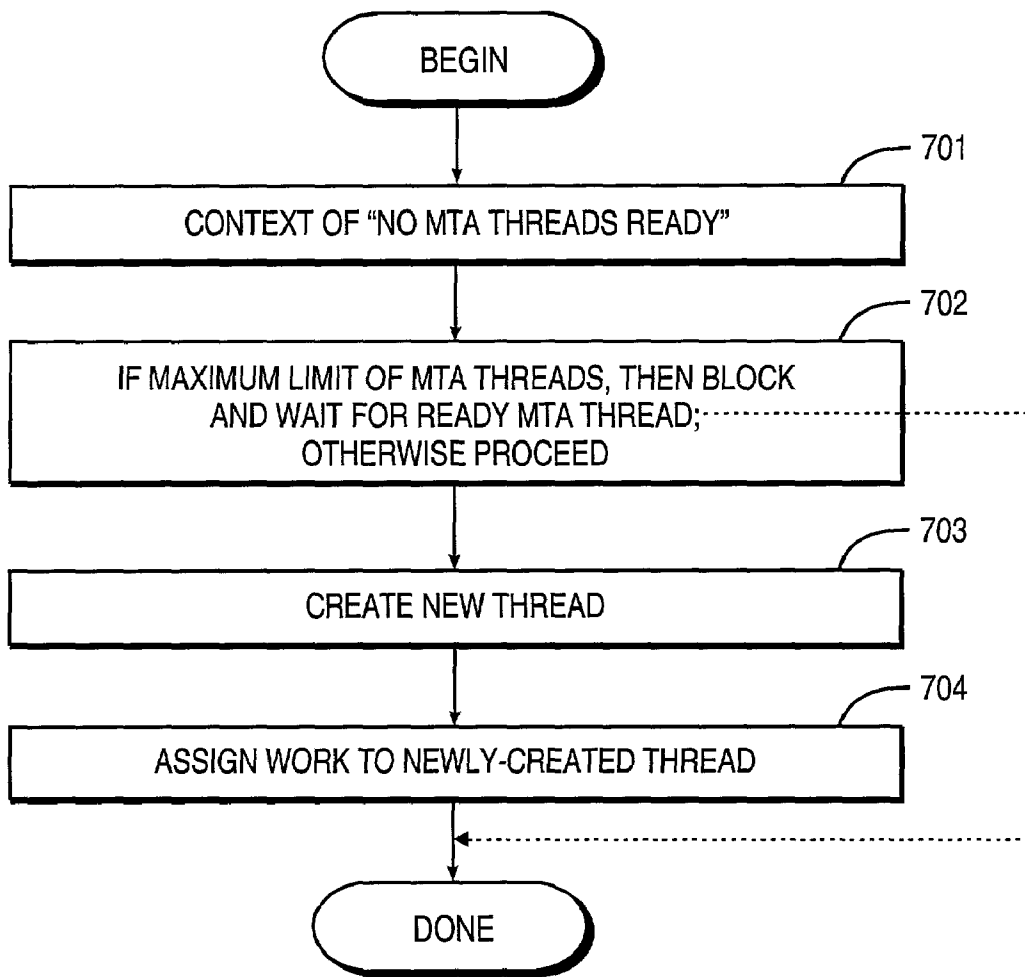 BEGIN
701
CONTEXT OF “NO MTA THREADS READY”
702
IF MAXIMUM LIMIT OF MTA THREADS, THEN BLOCK
AND WAIT FOR READY MTA THREAD;
OTHERWISE PROCEED
703
CREATE NEW THREAD
704
ASSIGN WORK TO NEWLY-CREATED THREAD
DONE